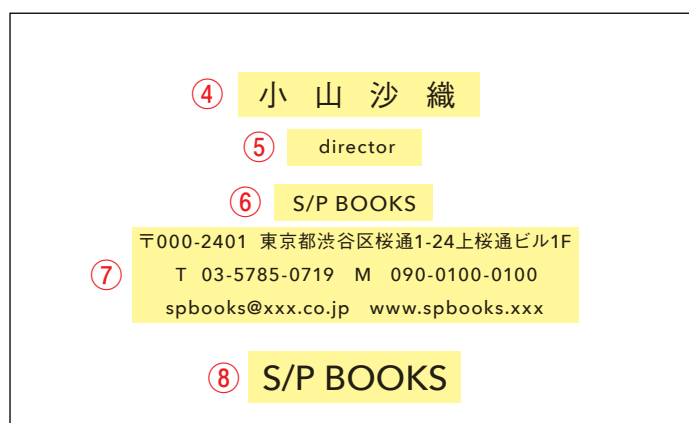 ④ 小 山 沙 織
⑤ director
⑥ S/P BOOKS
〒000-2401 東京都渋谷区桜通1-24上桜通ビル1F
⑦ T 03-5785-0719 M 090-0100-0100
spbooks@xxx.co.jp www.spbooks.xxx
⑧ S/P BOOKS